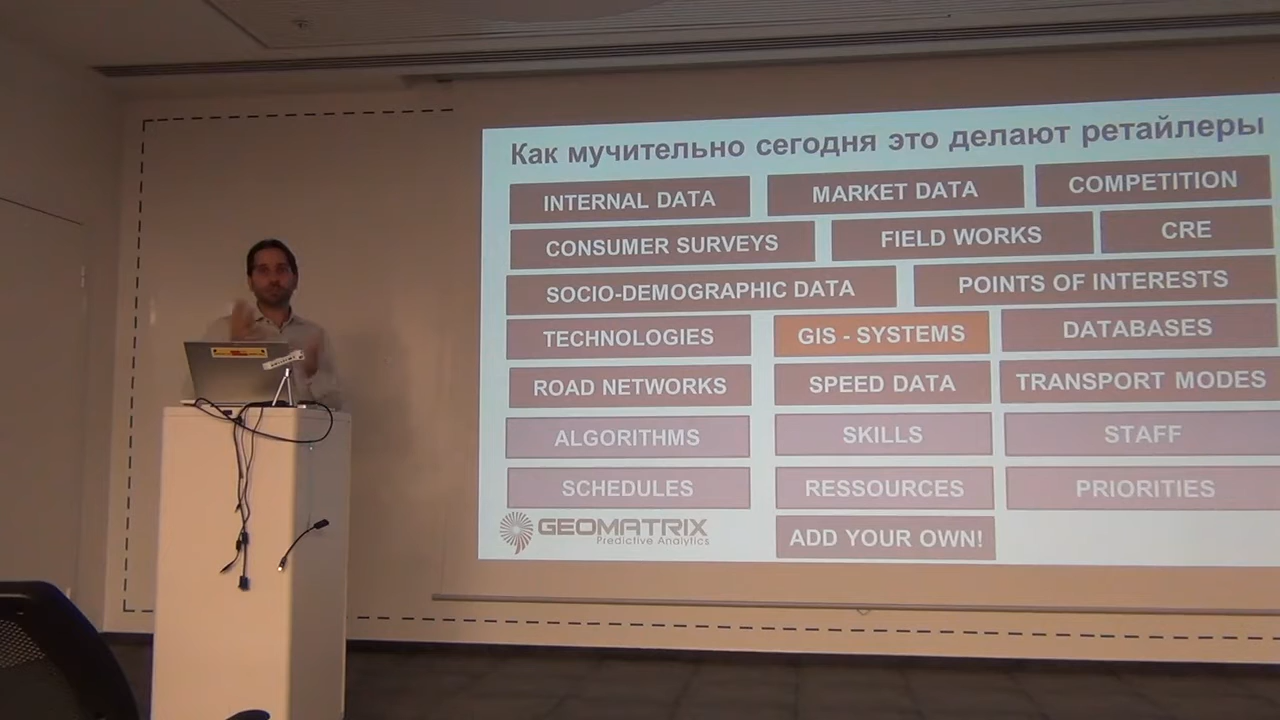 Как мучительно сегодня это делают ретайлеры
INTERNAL DATA MARKET DATA COMPETITION
CONSUMER SURVEYS FIELD WORKS CRE
SOCIO-DEMOGRAPHIC DATA POINTS OF INTERESTS
TECHNOLOGIES GIS - SYSTEMS DATABASES
ROAD NETWORKS SPEED DATA TRANSPORT MODES
ALGORITHMS SKILLS STAFF
SCHEDULES RESSOURCES PRIORITIES
GEOMATRIX ADD YOUR OWN!
Predictive Analytics